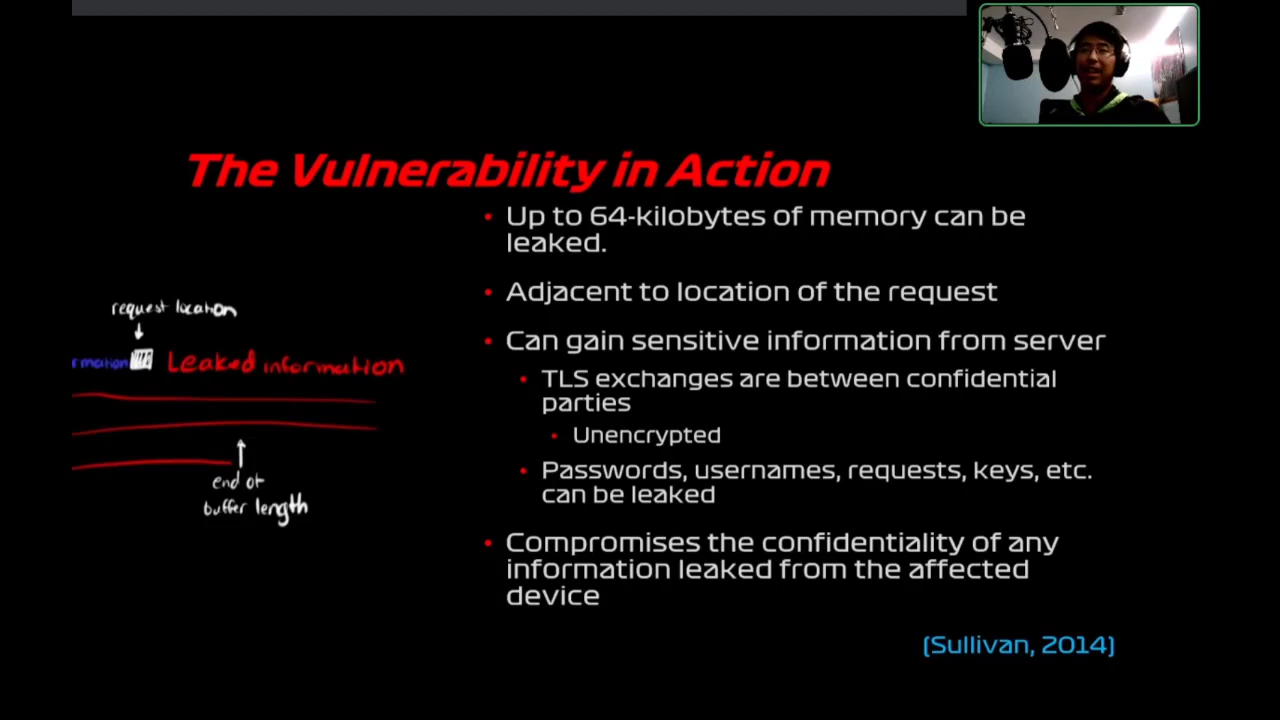 The Vulnerability in Action
• Up to 64-kilobytes of memory can be
leaked.
• Adjacent to location of the request
• Can gain sensitive information from server
• TLS exchanges are between confidential
parties
• Unencrypted
• Passwords, usernames, requests, keys, etc.
can be leaked
• Compromises the confidentiality of any
information leaked from the affected
device
(Sullivan, 2014)
request location
rmation Leaked information
end of
buffer length